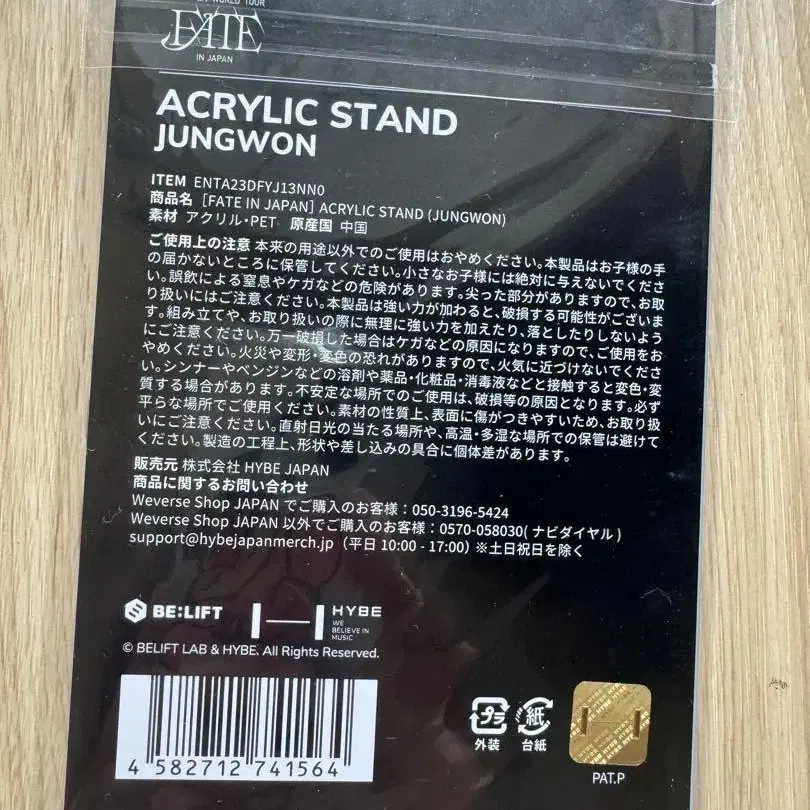 WORLD TOUR
FATE
IN JAPAN
ACRYLIC STAND
JUNGWON
ITEM ENTA23DFYJ13NN0
商品名 [FATE IN JAPAN] ACRYLIC STAND (JUNGWON)
素材 アクリル・PET 原産国 中国
ご使用上の注意 本来の用途以外でのご使用はおやめください。本製品はお子様の手
の届かないところに保管してください。小さなお子様には絶対に与えないでくださ
い。誤飲による窒息やケガなどの危険があります。尖った部分がありますので、お取
り扱いにはご注意ください。本製品は強い力が加わると、破損する可能性がございま
す。組み立てや、お取り扱いの際に無理に強い力を加えたり、落としたりしないよう
にご注意ください。万一破損した場合はケガなどの原因になりますので、ご使用をお
やめください。火災や変形・変色の恐れがありますので、火気に近づけないでくださ
い。シンナーやベンジンなどの溶剤や薬品・化粧品・消毒液などと接触すると変色・変
質する場合があります。不安定な場所でのご使用は、破損等の原因となります。必ず
平らな場所でご使用ください。素材の性質上、表面に傷がつきやすいため、お取り扱
いにご注意ください。直射日光の当たる場所や、高温・多湿な場所での保管は避けて
ください。製造の工程上、形状や差し込みの具合に個体差があります。
販売元 株式会社 HYBE JAPAN
商品に関するお問い合わせ
Weverse Shop JAPAN でご購入のお客様：050-3196-5424
Weverse Shop JAPAN 以外でご購入のお客様：0570-058030(ナビダイヤル)
support@hybejapanmerch.jp（平日 10:00 - 17:00）※土日祝日を除く
BE:LIFT HYBE
WE
BELIEVE IN
MUSIC
© BELIFT LAB & HYBE. All Rights Reserved.
プラ 紙
外装 台紙
4 582712 741564
PAT.P